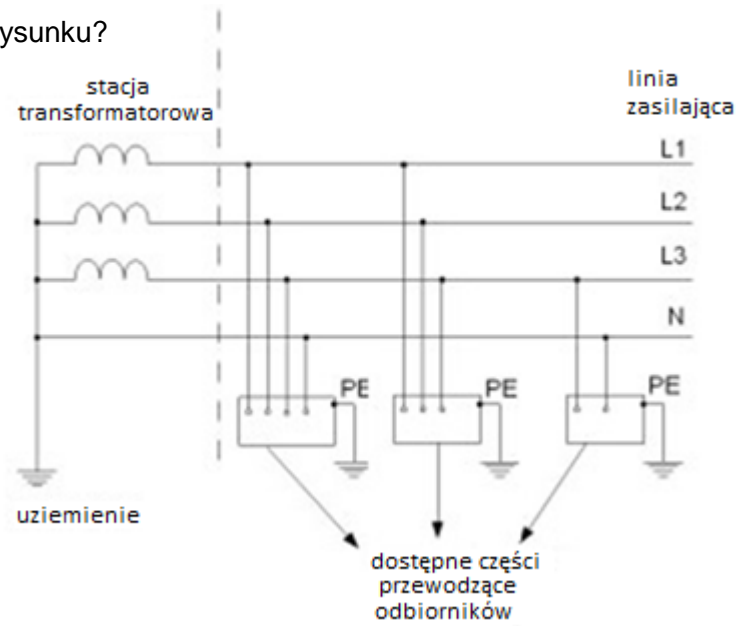 ysunku?
stacja
transformatorowa
linia
zasilająca
L1
L2
L3
N
PE
PE
PE
uziemienie
dostępne części
przewodzące
odbiorników